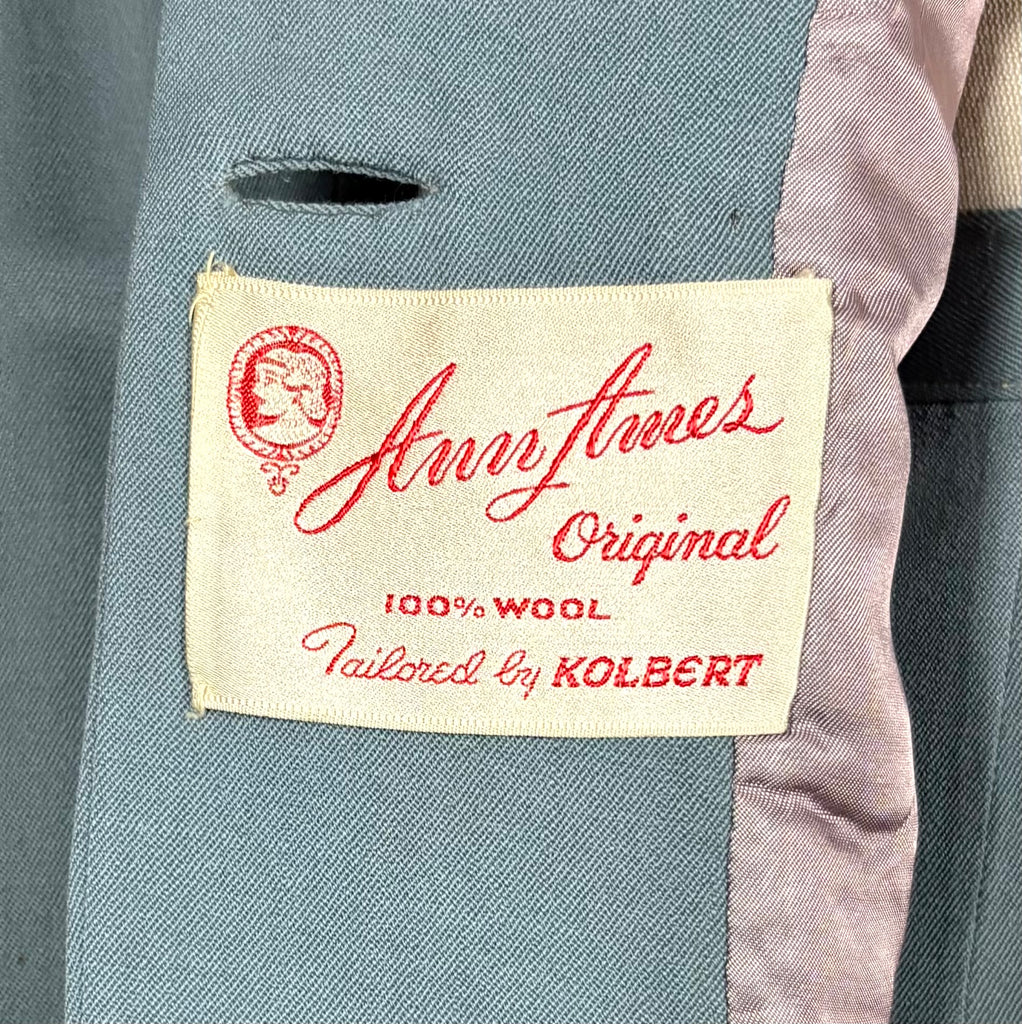 Ann Ames
Original
100% WOOL
Tailored by KOLBERT